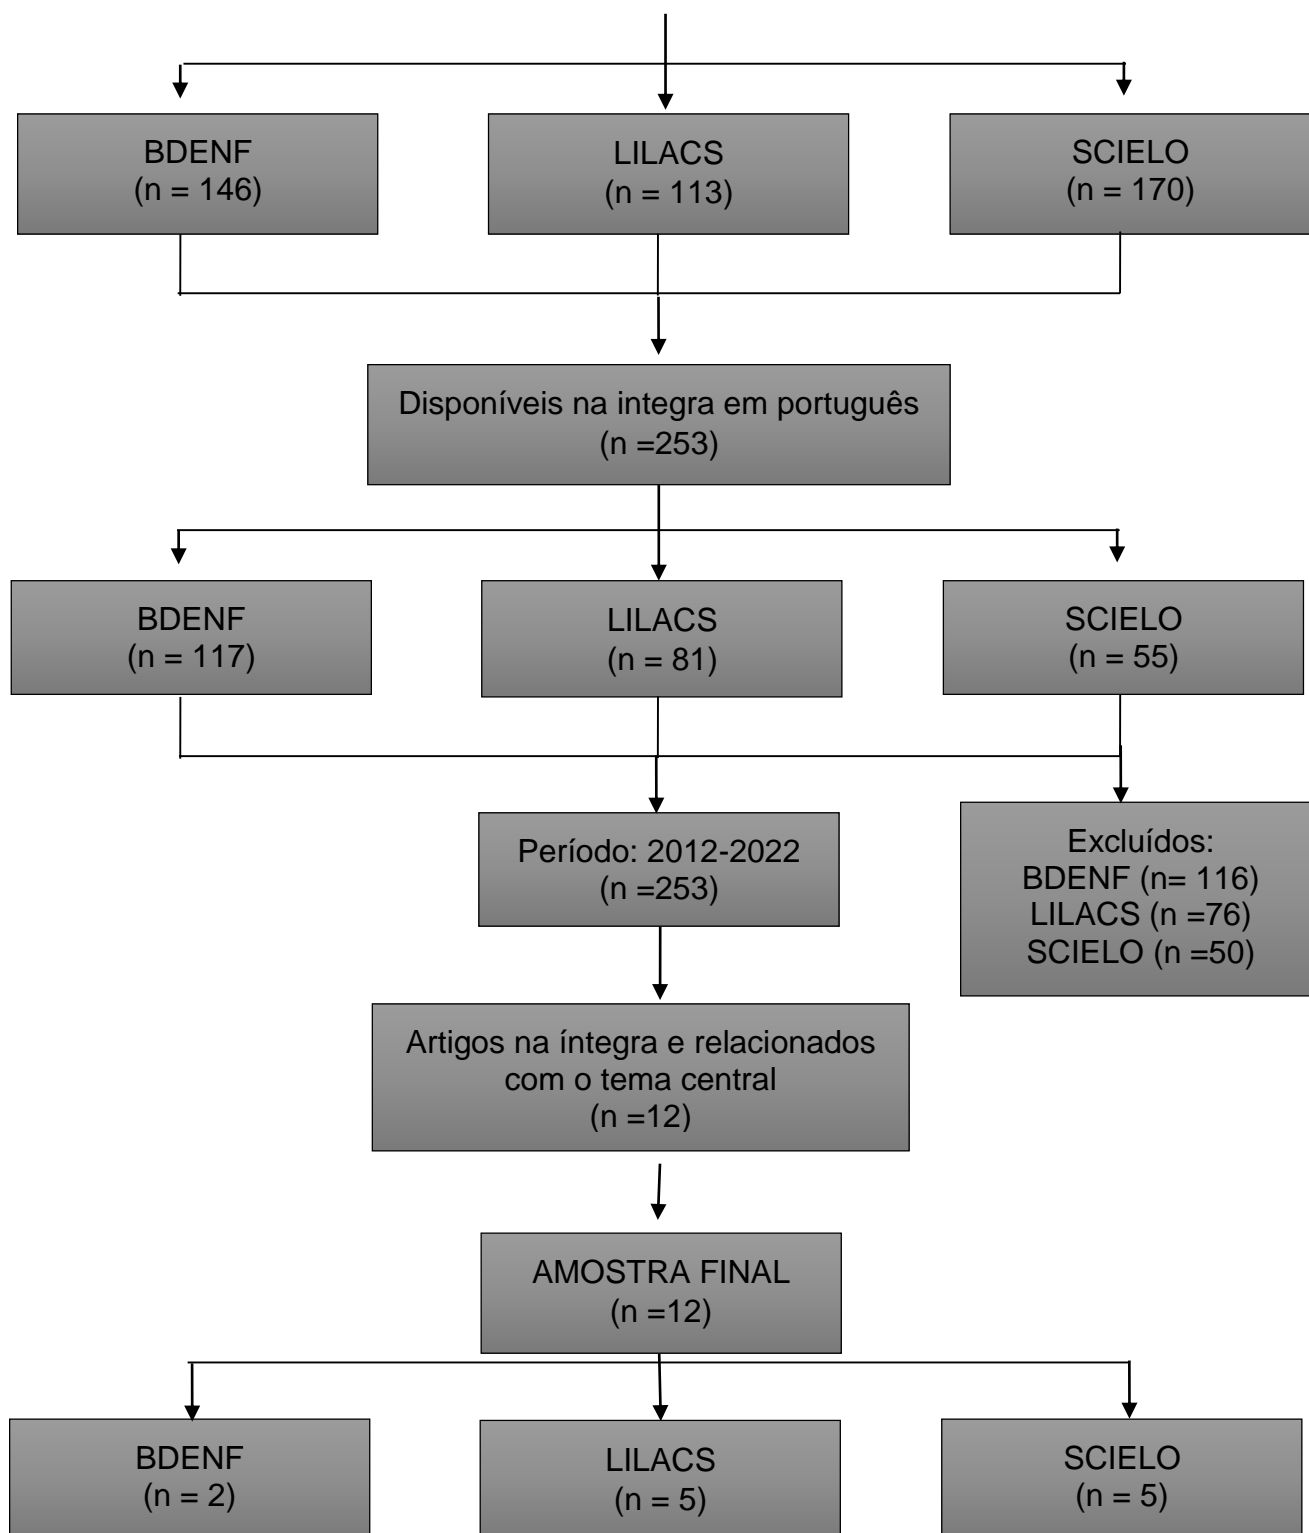 BDENF
(n = 146)
LILACS
(n = 113)
SCIELO
(n = 170)
Disponíveis na integra em português
(n =253)
BDENF
(n = 117)
LILACS
(n = 81)
SCIELO
(n = 55)
Período: 2012-2022
(n =253)
Excluídos:
BDENF (n= 116)
LILACS (n =76)
SCIELO (n =50)
Artigos na íntegra e relacionados
com o tema central
(n =12)
AMOSTRA FINAL
(n =12)
BDENF
(n = 2)
LILACS
(n = 5)
SCIELO
(n = 5)